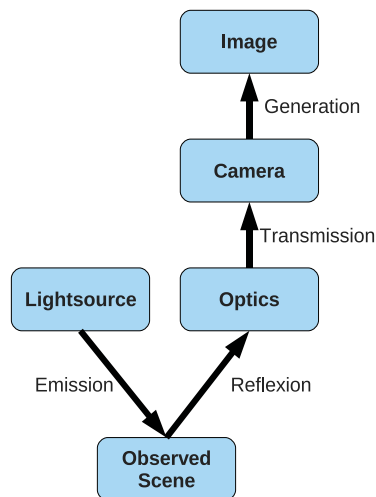 Image
Generation
Camera
Transmission
Lightsource
Optics
Emission
Reflexion
Observed
Scene